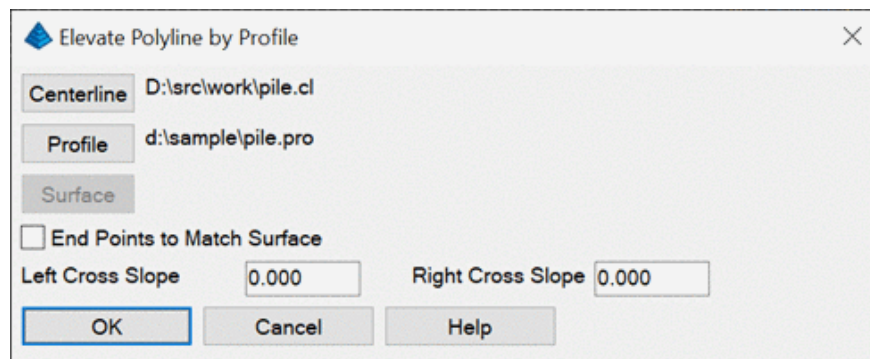 Elevate Polyline by Profile
Centerline D:\src\work\pile.cl
Profile d:\sample\pile.pro
Surface
End Points to Match Surface
Left Cross Slope 0.000 Right Cross Slope 0.000
OK Cancel Help